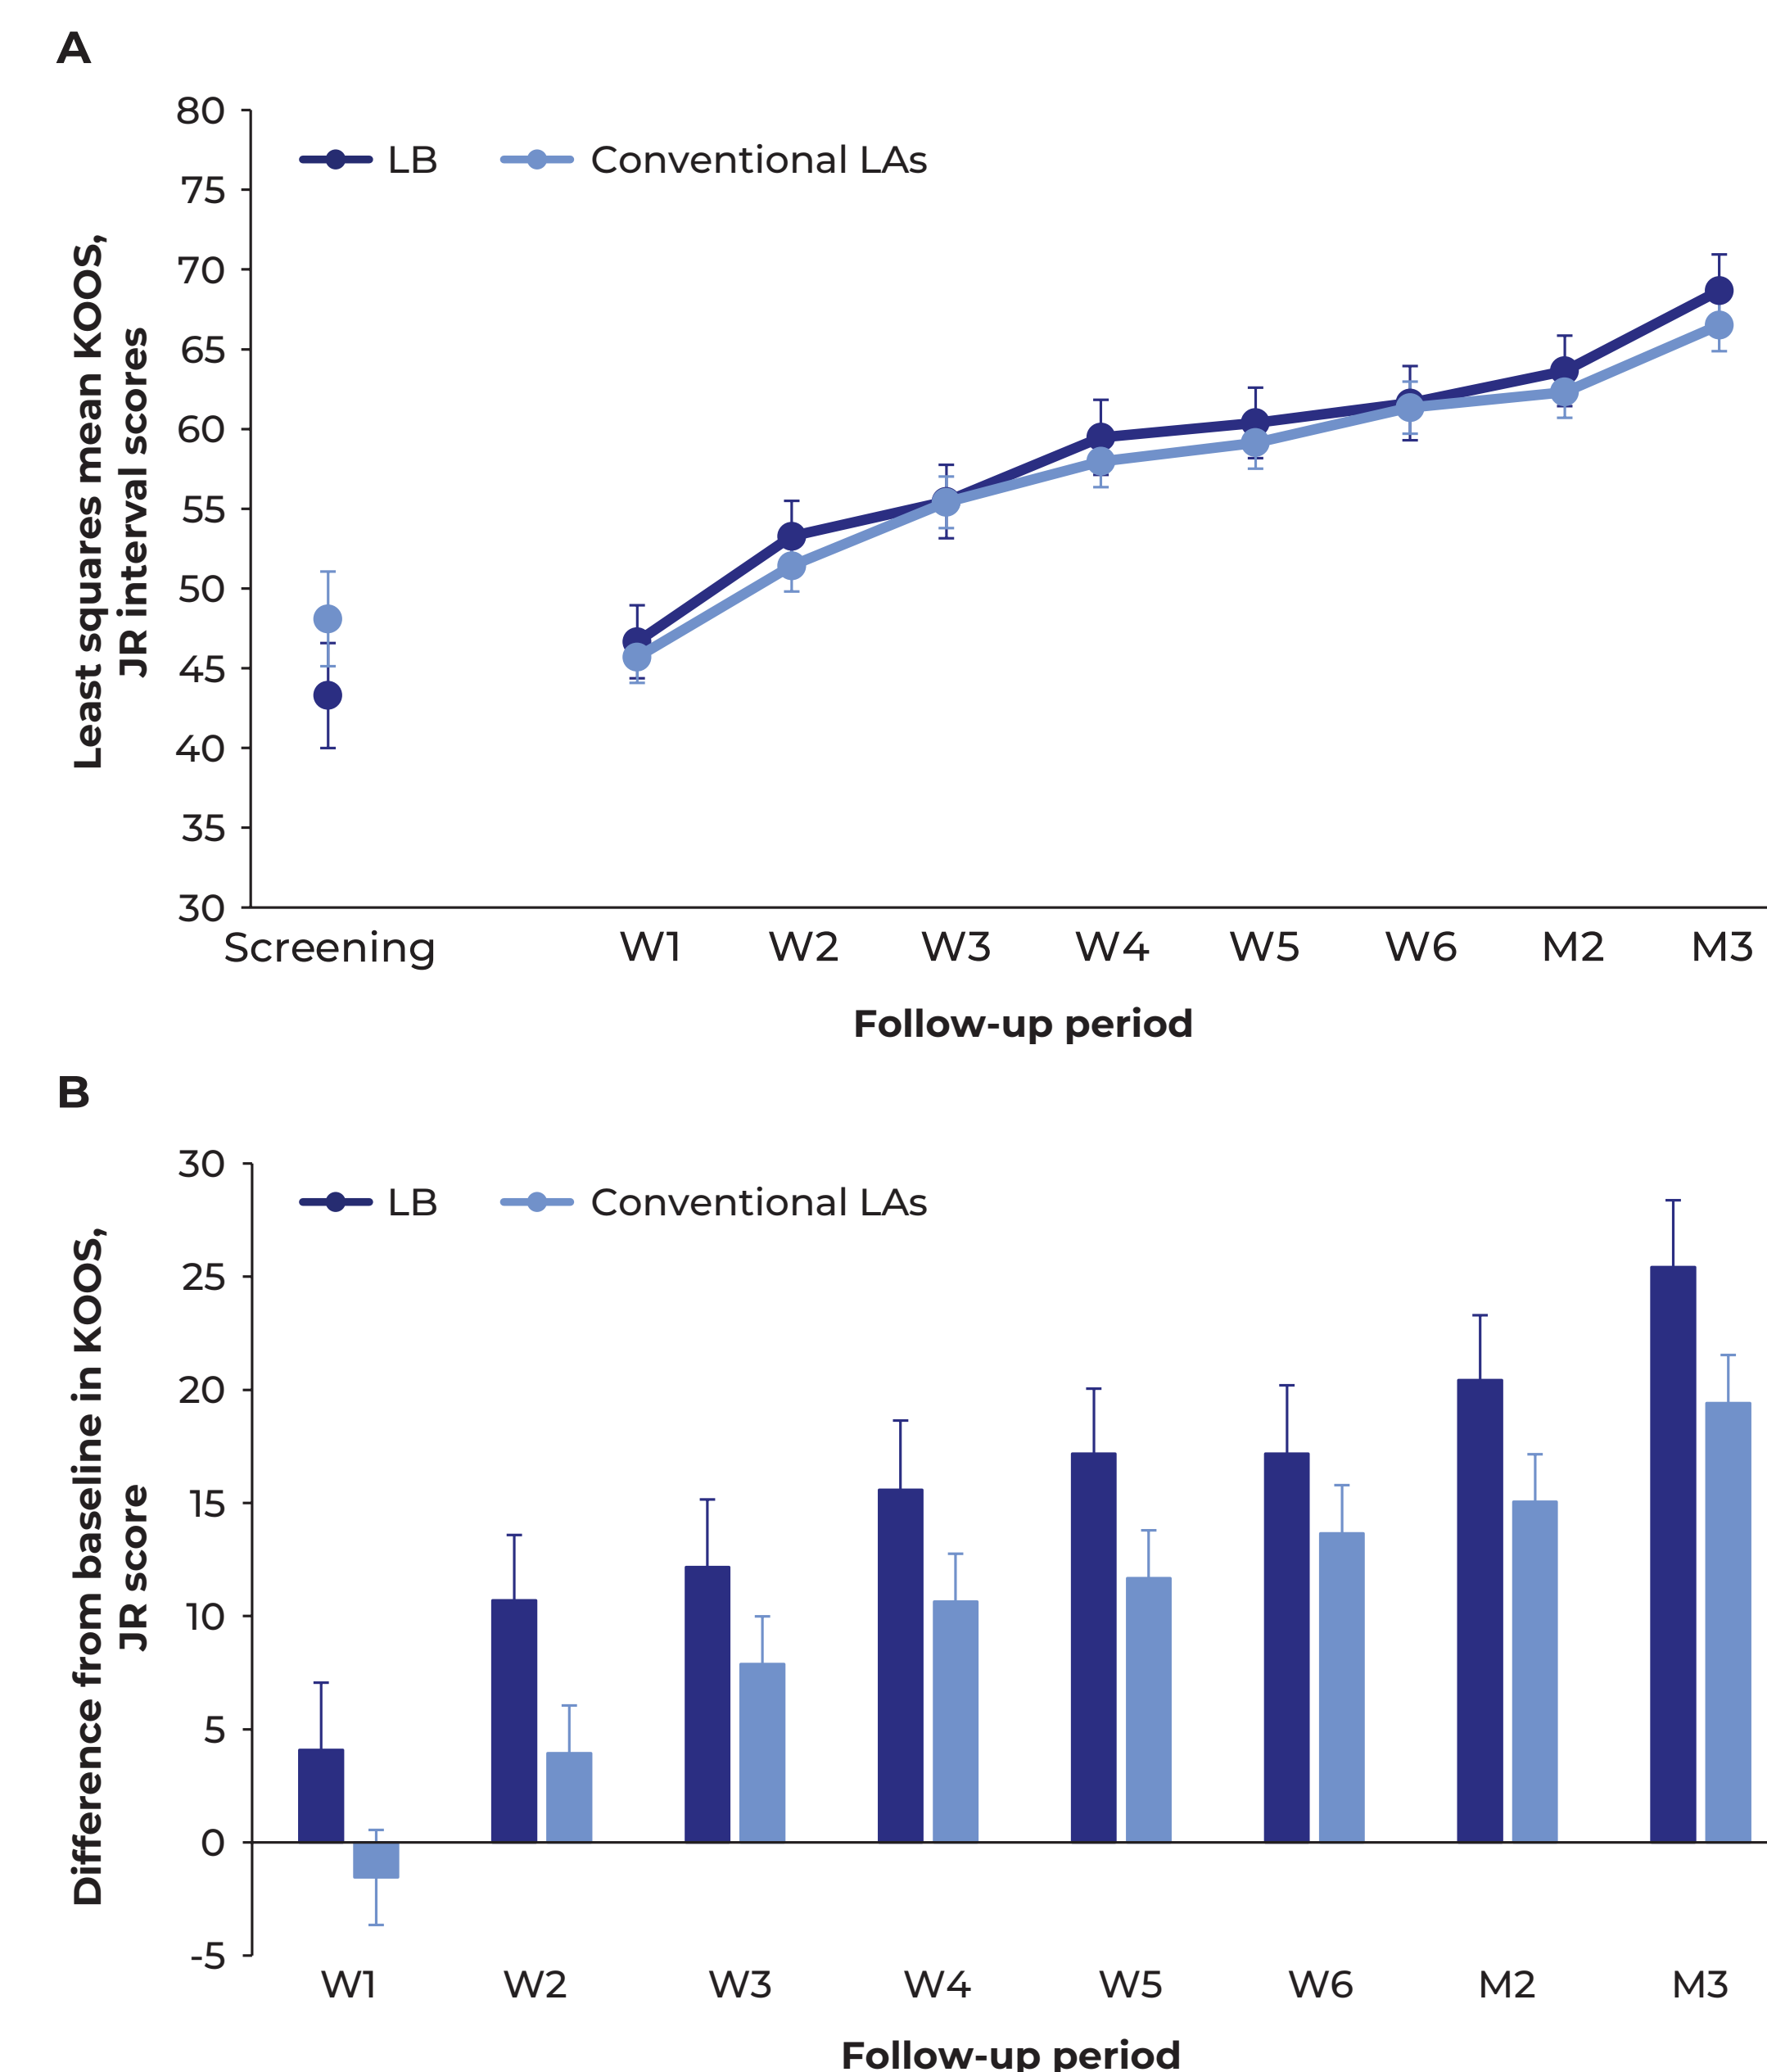 A
80
75
70
65
60
55
50
45
40
35
30
LB Conventional LAs
Least squares mean KOOS,
JR interval scores
Screening W1 W2 W3 W4 W5 W6 M2 M3
Follow-up period
B
30
25
20
15
10
5
0
-5
LB Conventional LAs
Difference from baseline in KOOS,
JR score
W1 W2 W3 W4 W5 W6 M2 M3
Follow-up period